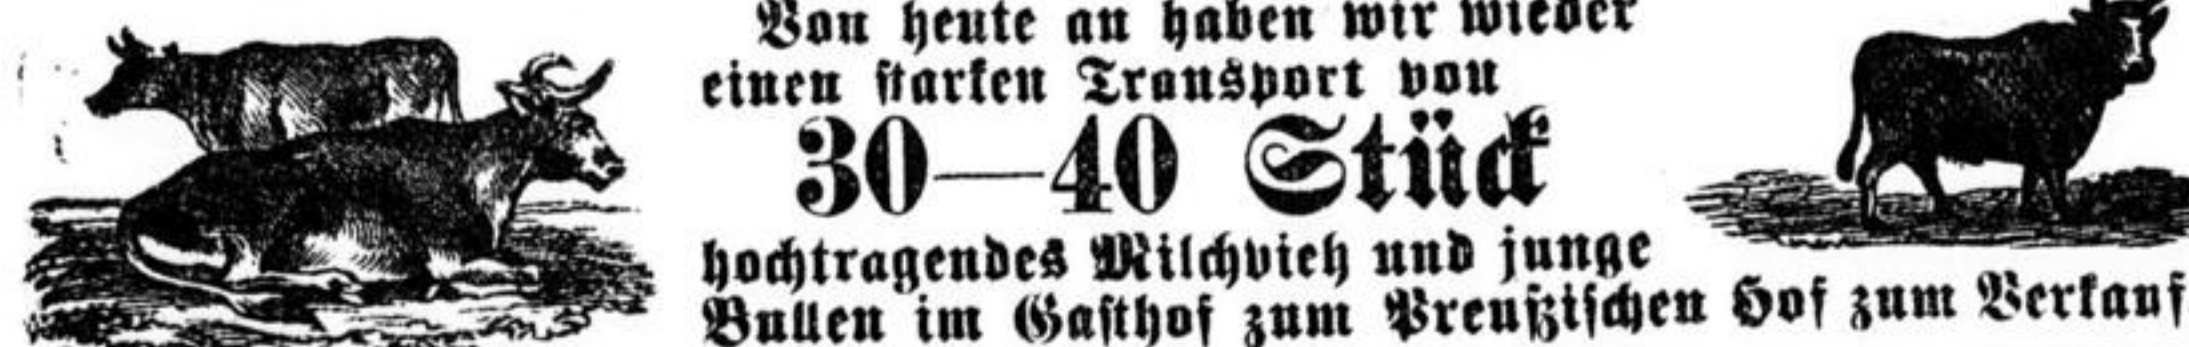 Von heute an haben wir wieder
einen starken Transport von
30—40 Stück
hochtragendes Milchvieh und junge
Bullen im Gasthof zum Preußischen Hof zum Verkauf.